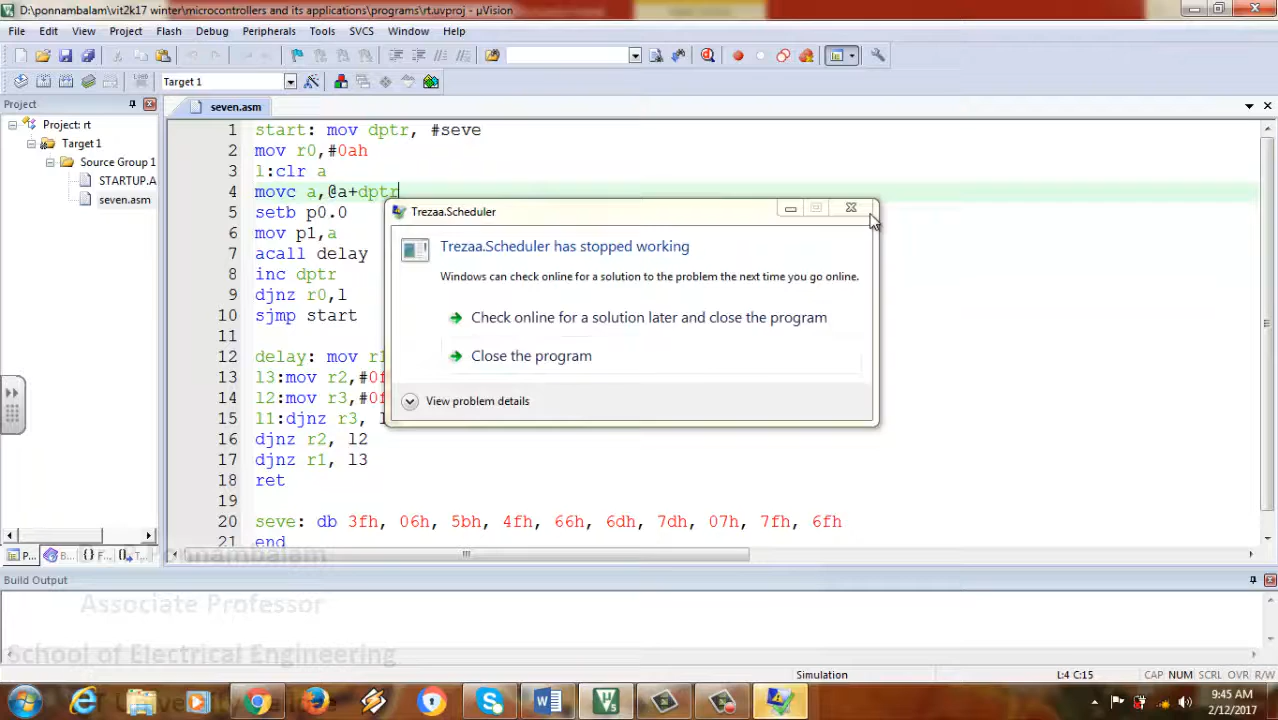 D:\ponnambalam\vit2k17 winter\microcontrollers and its applications\programs\rt.uvproj - µVision
File Edit View Project Flash Debug Peripherals Tools SVCS Window Help
Target 1
Project
seven.asm
Project: rt
Target 1
Source Group 1
STARTUP.A
seven.asm
1 start: mov dptr, #seve
2 mov r0,#0ah
3 l:clr a
4 movc a,@a+dptr
5 setb p0.0
6 mov p1,a
7 acall delay
8 inc dptr
9 djnz r0,l
10 sjmp start
11
12 delay: mov
13 l3:mov r2,
14 l2:mov r3,
15 l1:djnz r3,
16 djnz r2, l2
17 djnz r1, l3
18 ret
19
20 seve: db 3fh, 06h, 5bh, 4fh, 66h, 6dh, 7dh, 07h, 7fh, 6fh
21 end
Trezaa.Scheduler
Trezaa.Scheduler has stopped working
Windows can check online for a solution to the problem the next time you go online.
Check online for a solution later and close the program
Close the program
View problem details
P... B... {} F... T...
Ponnambalam
Build Output
Associate Professor
School of Electrical Engineering
Simulation L:4 C:15 CAP NUM SCRL OVR R/W
9:45 AM
2/12/2017